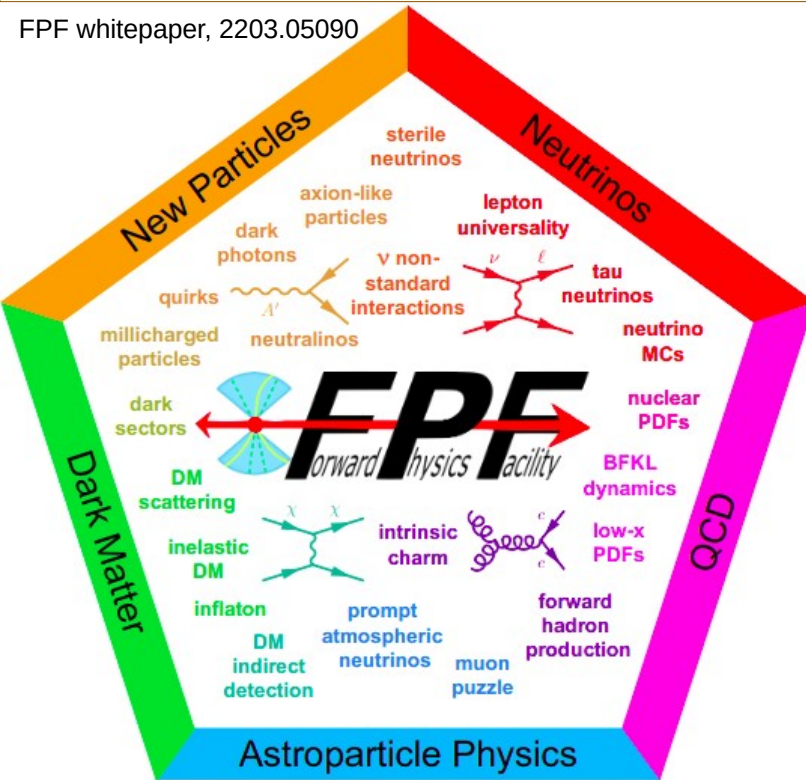 FPF whitepaper, 2203.05090
New Particles
Neutrinos
sterile
neutrinos
axion-like
particles
lepton
universality
dark
photons
ν non-
standard
interactions
ν
ℓ
tau
neutrinos
quirks
A′
neutralinos
millicharged
particles
neutrino
MCs
dark
sectors
FPF
Forward Physics Facility
nuclear
PDFs
BFKL
dynamics
Dark Matter
QCD
DM
scattering
χ
χ
inelastic
DM
intrinsic
charm
c
c
low-x
PDFs
inflaton
DM
indirect
detection
prompt
atmospheric
neutrinos
muon
puzzle
forward
hadron
production
Astroparticle Physics